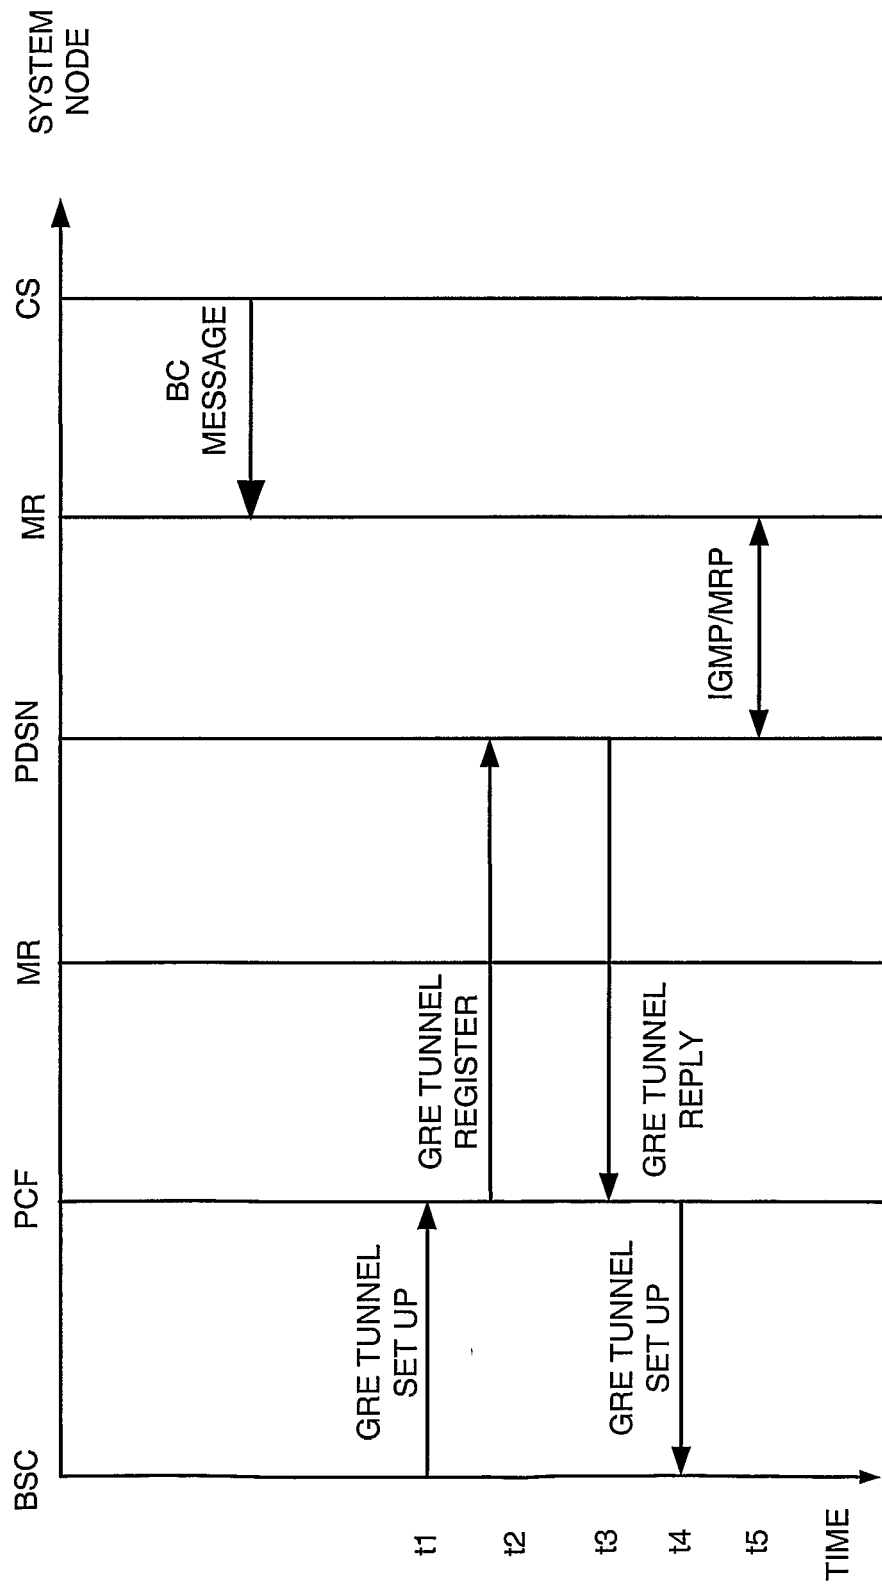 SYSTEM
NODE
BSC
PCF
MR
PDSN
MR
CS
BC
MESSAGE
t1
GRE TUNNEL
SET UP
t2
GRE TUNNEL
REGISTER
t3
GRE TUNNEL
REPLY
t4
GRE TUNNEL
SET UP
t5
IGMP/MRP
TIME